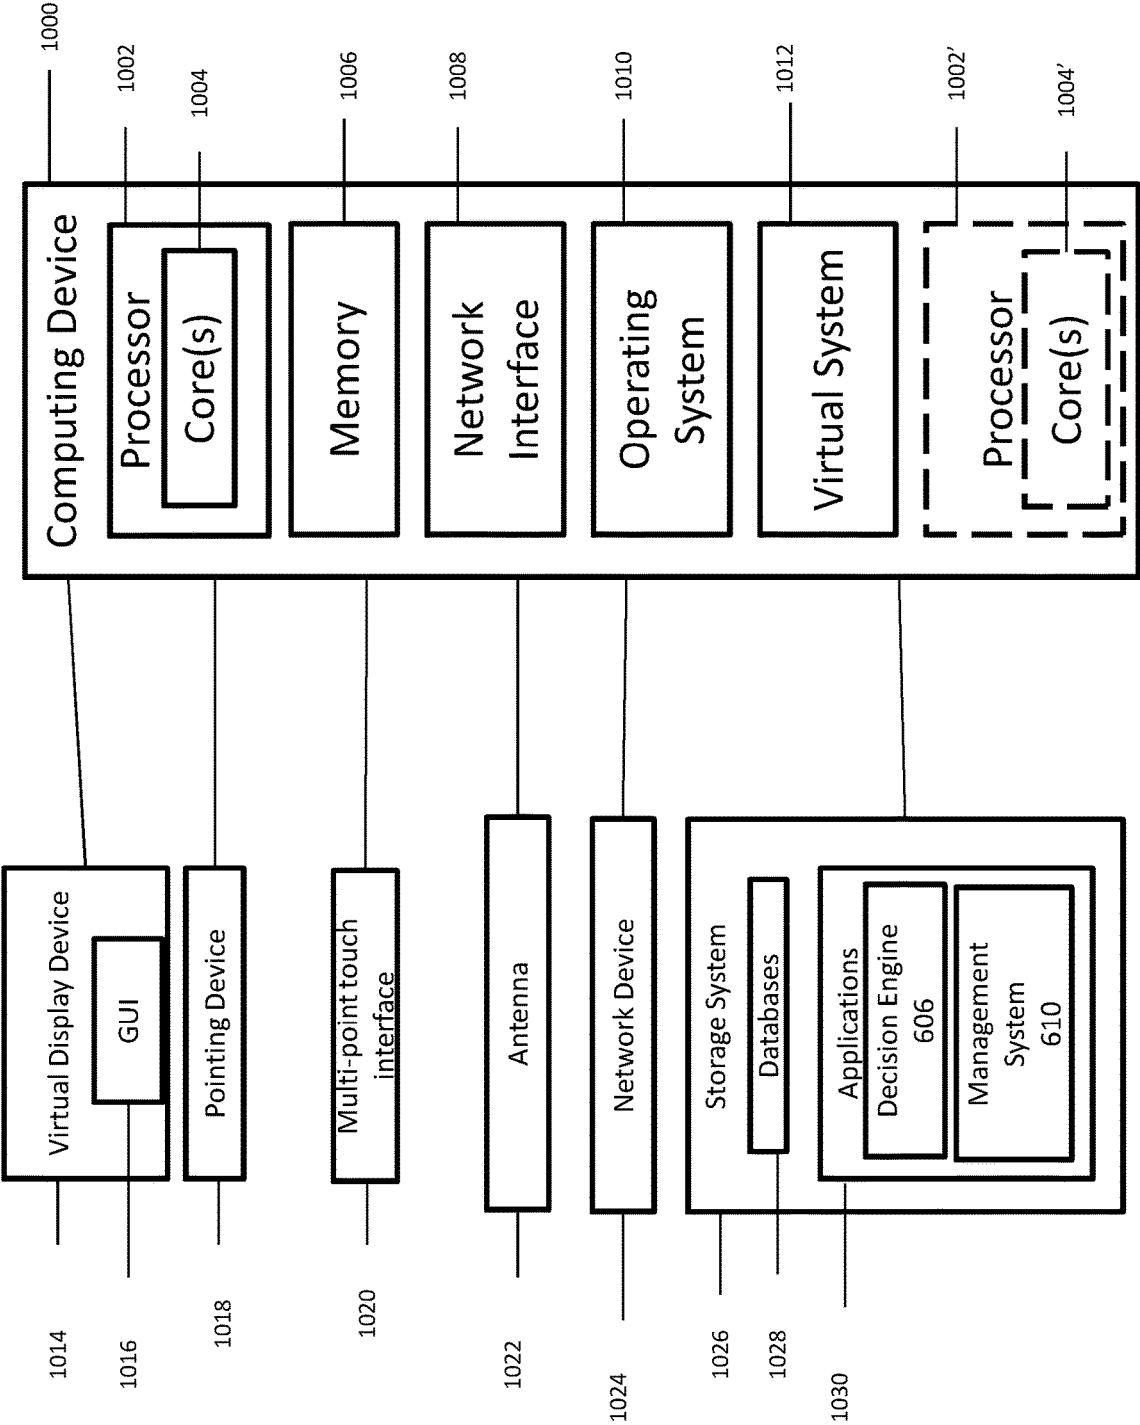 1000
1002
1004
1006
1008
1010
1012
1002’
1004’
Computing Device
Processor
Core(s)
Memory
Network
Interface
Operating
System
Virtual System
Processor
Core(s)
Virtual Display Device
GUI
Pointing Device
Multi-point touch
interface
Antenna
Network Device
Storage System
Databases
Applications
Decision Engine
606
Management
System
610
1014
1016
1018
1020
1022
1024
1026
1028
1030